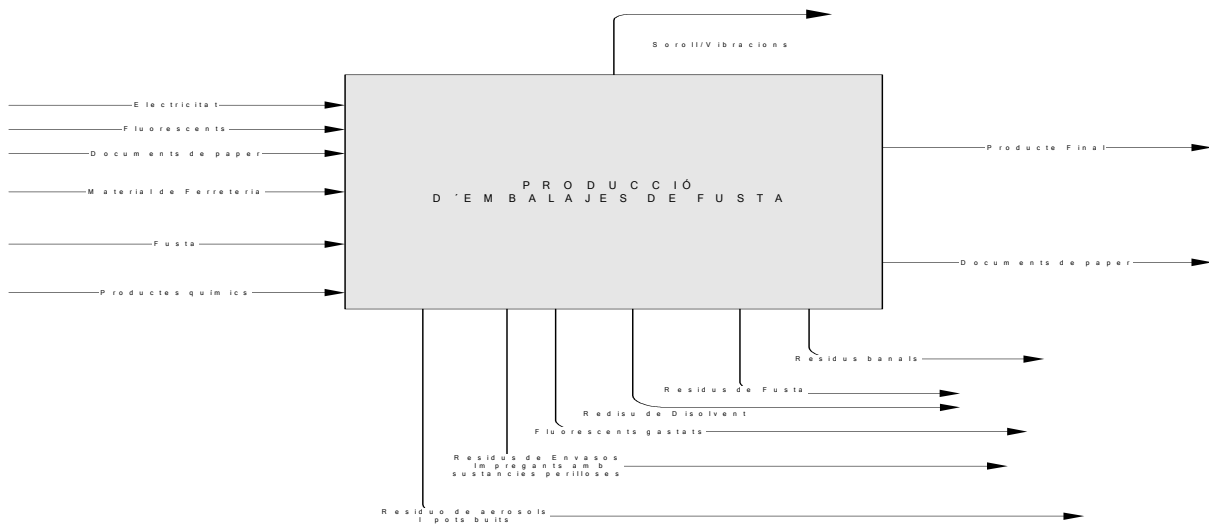 Soroll/Vibracions
Electricitat
Fluorescents
Documents de paper
Material de Ferreteria
Fusta
Productes químics
PRODUCCIÓ
D´EMBALAJES DE FUSTA
Producte Final
Documents de paper
Residus banals
Residus de Fusta
Redisu de Disolvent
Fluorescents gastats
Residus de Envasos
Impregants amb
sustancies perilloses
Residuo de aerosols
I pots buits